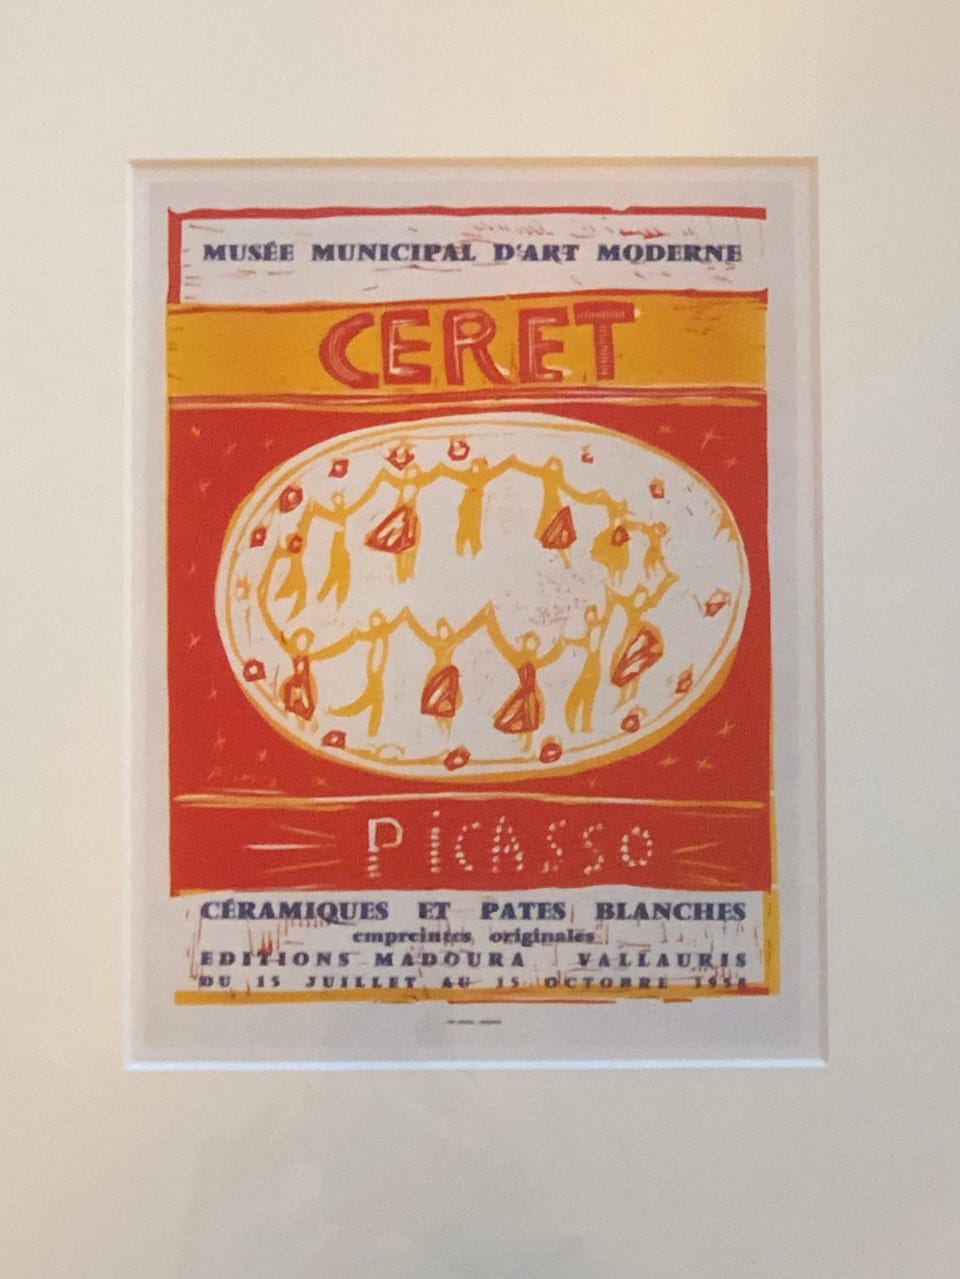 MUSÉE MUNICIPAL D'ART MODERNE
CERET
PiCASSO
CÉRAMIQUES ET PATES BLANCHES
empreintes originales
EDITIONS MADOURA VALLAURIS
DU 15 JUILLET AU 15 OCTOBRE 1958